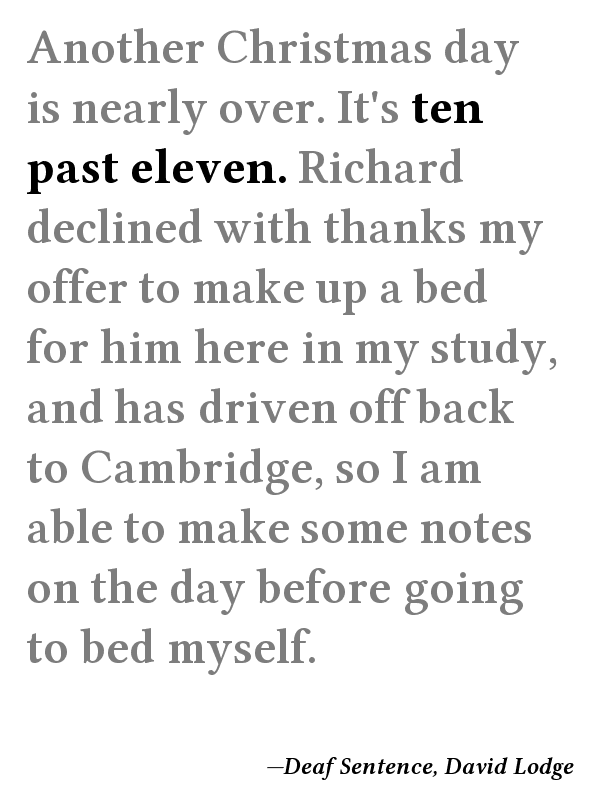 Another Christmas day
is nearly over. It's ten
past eleven. Richard
declined with thanks my
offer to make up a bed
for him here in my study,
and has driven off back
to Cambridge, so I am
able to make some notes
on the day before going
to bed myself.
—Deaf Sentence, David Lodge